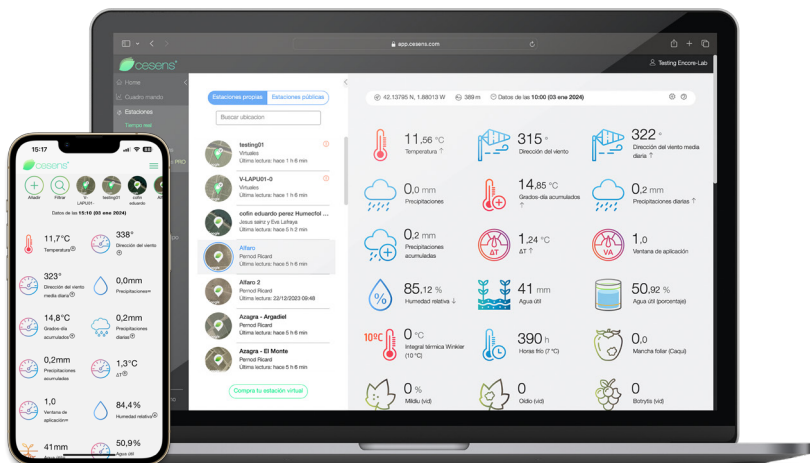 app.cesens.com
cesens
Testing Encore-Lab
Home
Cuadro mando
Estaciones
Tiempo real
PRO
Estaciones propias
Estaciones públicas
Buscar ubicacion
testing01
Virtuales
Última lectura: hace 1 h 6 min
V-LAPU01-0
Virtuales
Última lectura: hace 1 h 6 min
cofin eduardo perez Humecfol ...
Jesus sainz y Eva Lafraya
Última lectura: hace 5 h 2 min
Alfaro
Pernod Ricard
Última lectura: hace 5 h 6 min
Alfaro 2
Pernod Ricard
Última lectura: 22/12/2023 09:48
Azagra - Argadiel
Pernod Ricard
Última lectura: hace 5 h 6 min
Azagra - El Monte
Pernod Ricard
Última lectura: hace 5 h 6 min
Compra tu estación virtual
42.13795 N, 1.88013 W
389 m
Datos de las 10:00 (03 ene 2024)
11,56 °C
Temperatura ↑
315 °
Dirección del viento
322 °
Dirección del viento media
diaria ↑
0,0 mm
Precipitaciones
14,85 °C
Grados-día acumulados
↑
0,2 mm
Precipitaciones diarias ↑
0,2 mm
Precipitaciones
acumuladas
ΔT
1,24 °C
ΔT ↑
VA
1,0
Ventana de aplicación
%
85,12 %
Humedad relativa ↓
41 mm
Agua útil
50,92 %
Agua útil (porcentaje)
10ºC
0 °C
Integral térmica Winkler
(10 °C)
390 h
Horas frío (7 °C)
0,0
Mancha foliar (Caqui)
0 %
Mildiu (vid)
0
Oídio (vid)
0
Botrytis (vid)
15:17
cesens
Añadir
Filtrar
V-
LAPU01-
testing01
cofin
eduardo
Datos de las 15:10 (03 ene 2024)
11,7°C
Temperatura
338°
Dirección del viento
323°
Dirección del viento
media diaria
0,0mm
Precipitaciones
14,8°C
Grados-día
acumulados
0,2mm
Precipitaciones
diarias
0,2mm
Precipitaciones
acumuladas
1,3°C
ΔT
1,0
Ventana de
aplicación
84,4%
Humedad relativa
41mm
50,9%
Agua útil